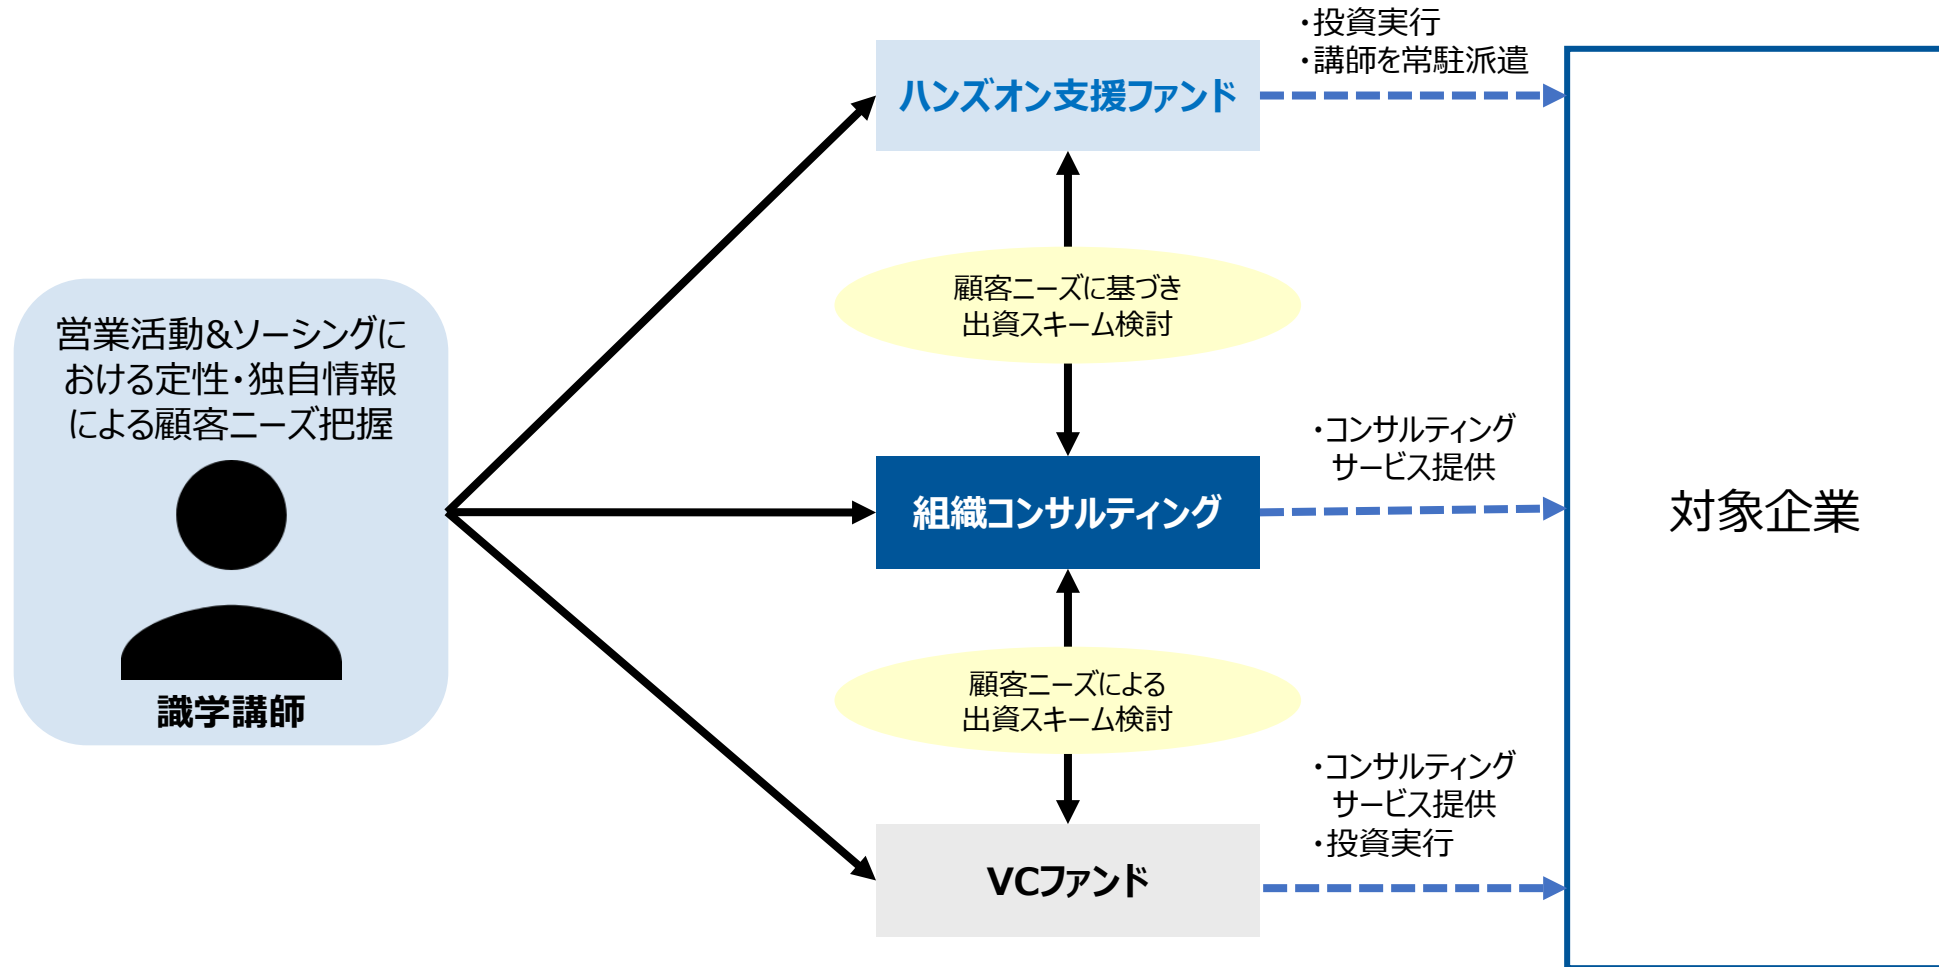 ・投資実行
・講師を常駐派遣
ハンズオン支援ファンド
顧客ニーズに基づき
出資スキーム検討
営業活動&ソーシングに
おける定性・独自情報
による顧客ニーズ把握
識学講師
・コンサルティング
サービス提供
組織コンサルティング
対象企業
顧客ニーズによる
出資スキーム検討
・コンサルティング
サービス提供
・投資実行
VCファンド